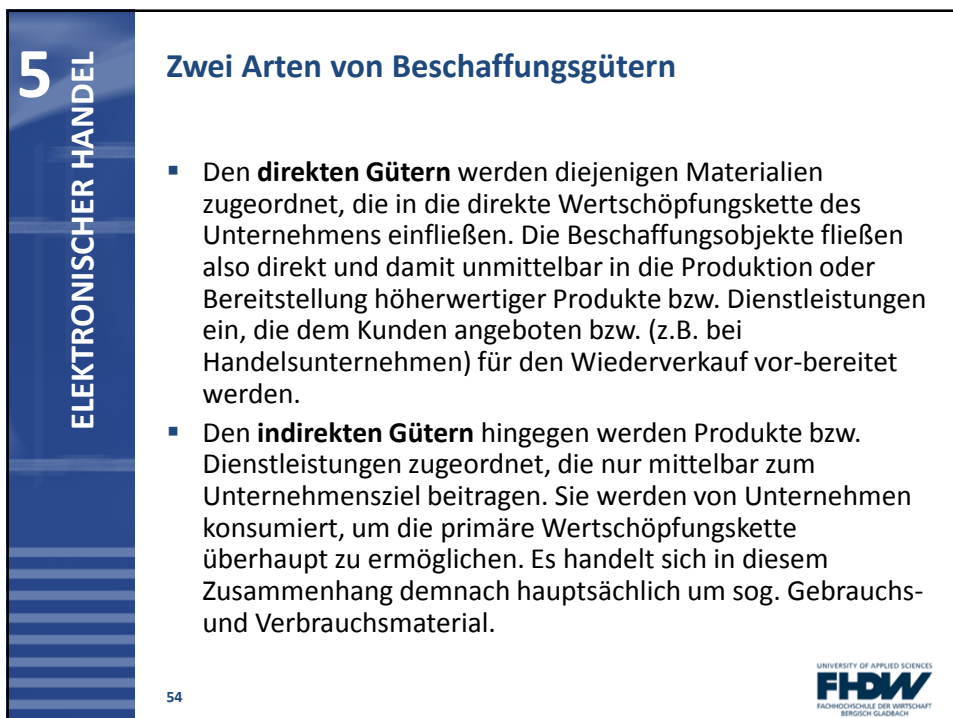 5
ELEKTRONISCHER HANDEL
Zwei Arten von Beschaffungsgütern
▪ Den direkten Gütern werden diejenigen Materialien
zugeordnet, die in die direkte Wertschöpfungskette des
Unternehmens einfließen. Die Beschaffungsobjekte fließen
also direkt und damit unmittelbar in die Produktion oder
Bereitstellung höherwertiger Produkte bzw. Dienstleistungen
ein, die dem Kunden angeboten bzw. (z.B. bei
Handelsunternehmen) für den Wiederverkauf vor-bereitet
werden.
▪ Den indirekten Gütern hingegen werden Produkte bzw.
Dienstleistungen zugeordnet, die nur mittelbar zum
Unternehmensziel beitragen. Sie werden von Unternehmen
konsumiert, um die primäre Wertschöpfungskette
überhaupt zu ermöglichen. Es handelt sich in diesem
Zusammenhang demnach hauptsächlich um sog. Gebrauchs-
und Verbrauchsmaterial.
54
UNIVERSITY OF APPLIED SCIENCES
FHDW
FACHHOCHSCHULE DER WIRTSCHAFT
BERGISCH GLADBACH